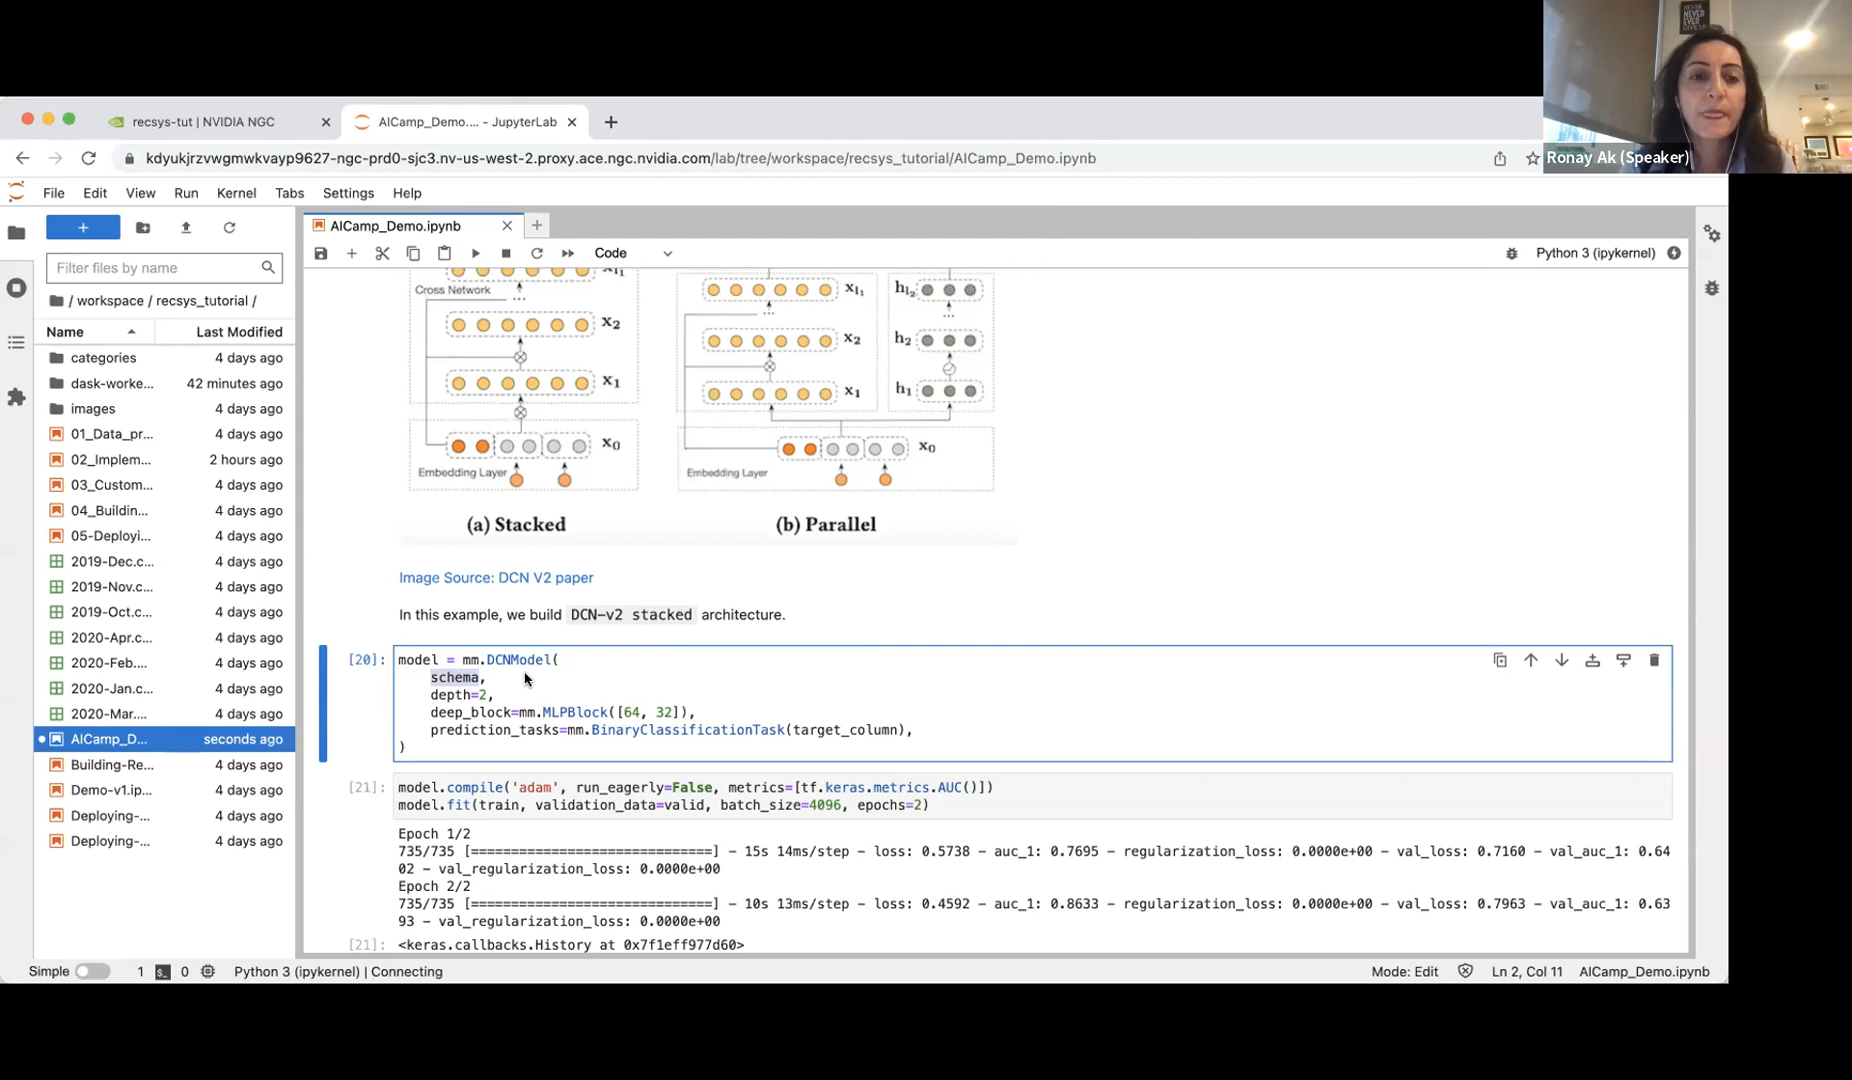 NEVER NEVER EVER GIVE UP
Ronay Ak (Speaker)
recsys-tut | NVIDIA NGC
AICamp_Demo.... - JupyterLab
kdyukjrzvwgmwkvayp9627-ngc-prd0-sjc3.nv-us-west-2.proxy.ace.ngc.nvidia.com/lab/tree/workspace/recsys_tutorial/AICamp_Demo.ipynb
File Edit View Run Kernel Tabs Settings Help
Filter files by name
/ workspace / recsys_tutorial /
Name Last Modified
categories 4 days ago
dask-worke... 42 minutes ago
images 4 days ago
01_Data_pr... 4 days ago
02_Implem... 2 hours ago
03_Custom... 4 days ago
04_Buildin... 4 days ago
05-Deployi... 4 days ago
2019-Dec.c... 4 days ago
2019-Nov.c... 4 days ago
2019-Oct.c... 4 days ago
2020-Apr.c... 4 days ago
2020-Feb.... 4 days ago
2020-Jan.c... 4 days ago
2020-Mar.... 4 days ago
AICamp_D... seconds ago
Building-Re... 4 days ago
Demo-v1.ip... 4 days ago
Deploying-... 4 days ago
Deploying-... 4 days ago
AICamp_Demo.ipynb
Code
Python 3 (ipykernel)
Cross Network
...
x2
x1
x0
Embedding Layer
(a) Stacked
xl1
...
x2
x1
x0
hl2
...
h2
h1
Embedding Layer
(b) Parallel
Image Source: DCN V2 paper
In this example, we build DCN-v2 stacked architecture.
[20]: model = mm.DCNModel(
schema,
depth=2,
deep_block=mm.MLPBlock([64, 32]),
prediction_tasks=mm.BinaryClassificationTask(target_column),
)
[21]: model.compile('adam', run_eagerly=False, metrics=[tf.keras.metrics.AUC()])
model.fit(train, validation_data=valid, batch_size=4096, epochs=2)
Epoch 1/2
735/735 [==============================] - 15s 14ms/step - loss: 0.5738 - auc_1: 0.7695 - regularization_loss: 0.0000e+00 - val_loss: 0.7160 - val_auc_1: 0.64
02 - val_regularization_loss: 0.0000e+00
Epoch 2/2
735/735 [==============================] - 10s 13ms/step - loss: 0.4592 - auc_1: 0.8633 - regularization_loss: 0.0000e+00 - val_loss: 0.7963 - val_auc_1: 0.63
93 - val_regularization_loss: 0.0000e+00
[21]: <keras.callbacks.History at 0x7f1eff977d60>
Simple 1 0 Python 3 (ipykernel) | Connecting Mode: Edit Ln 2, Col 11 AICamp_Demo.ipynb